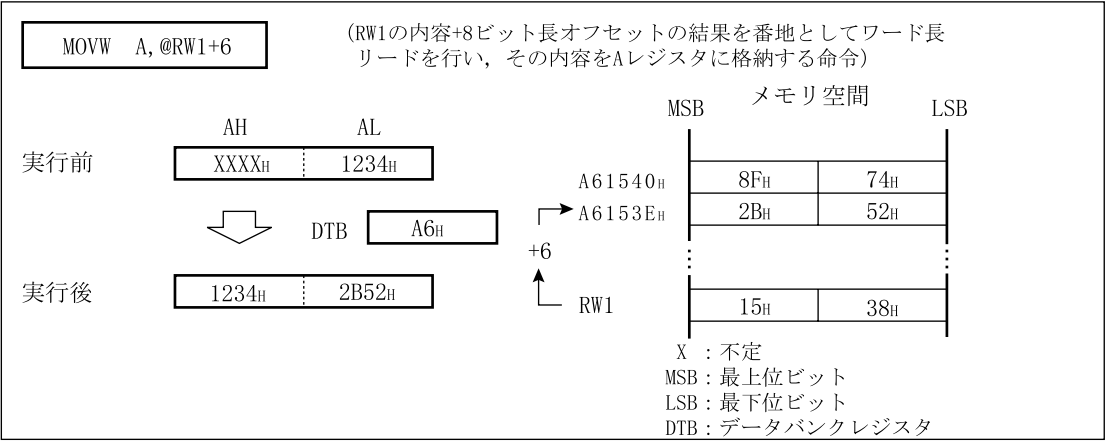 MOVW A,@RW1+6
(RW1の内容+8ビット長オフセットの結果を番地としてワード長
リードを行い，その内容をAレジスタに格納する命令)
メモリ空間
MSB LSB
AH AL
実行前 XXXXH 1234H
A61540H 8FH 74H
A6153EH 2BH 52H
DTB A6H
+6
実行後 1234H 2B52H
RW1 15H 38H
X ：不定
MSB：最上位ビット
LSB：最下位ビット
DTB：データバンクレジスタ